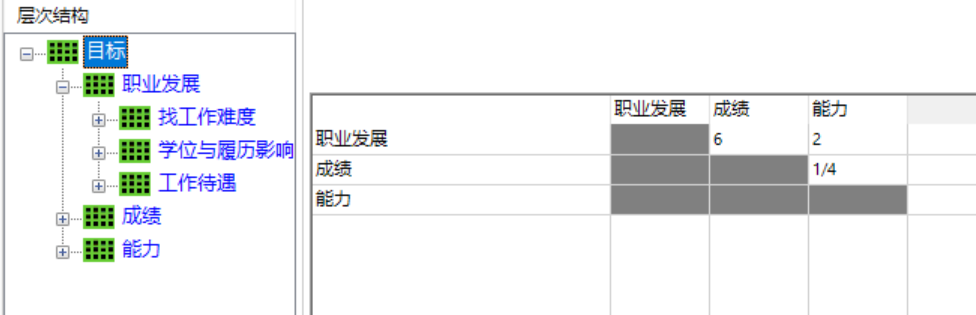 层次结构
目标
职业发展
找工作难度
学位与履历影响
工作待遇
成绩
能力
职业发展 成绩 能力
职业发展 6 2
成绩 1/4
能力